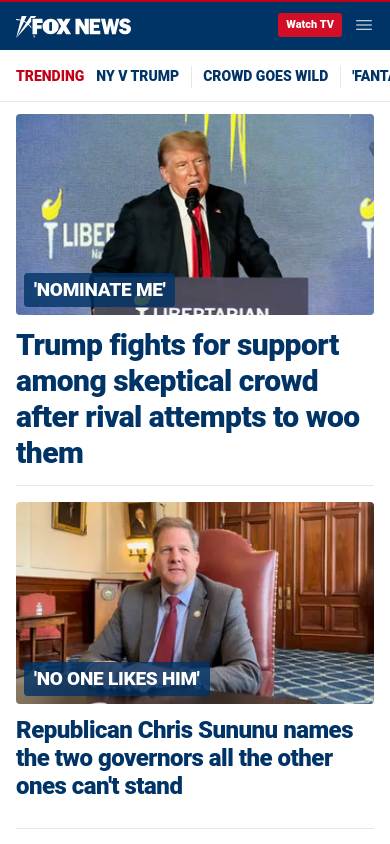 FOX NEWS
Watch TV
TRENDING NY V TRUMP CROWD GOES WILD 'FANTA
LIBER
Na
'NOMINATE ME'
LIBERTARIAN
Trump fights for support
among skeptical crowd
after rival attempts to woo
them
'NO ONE LIKES HIM'
Republican Chris Sununu names
the two governors all the other
ones can't stand